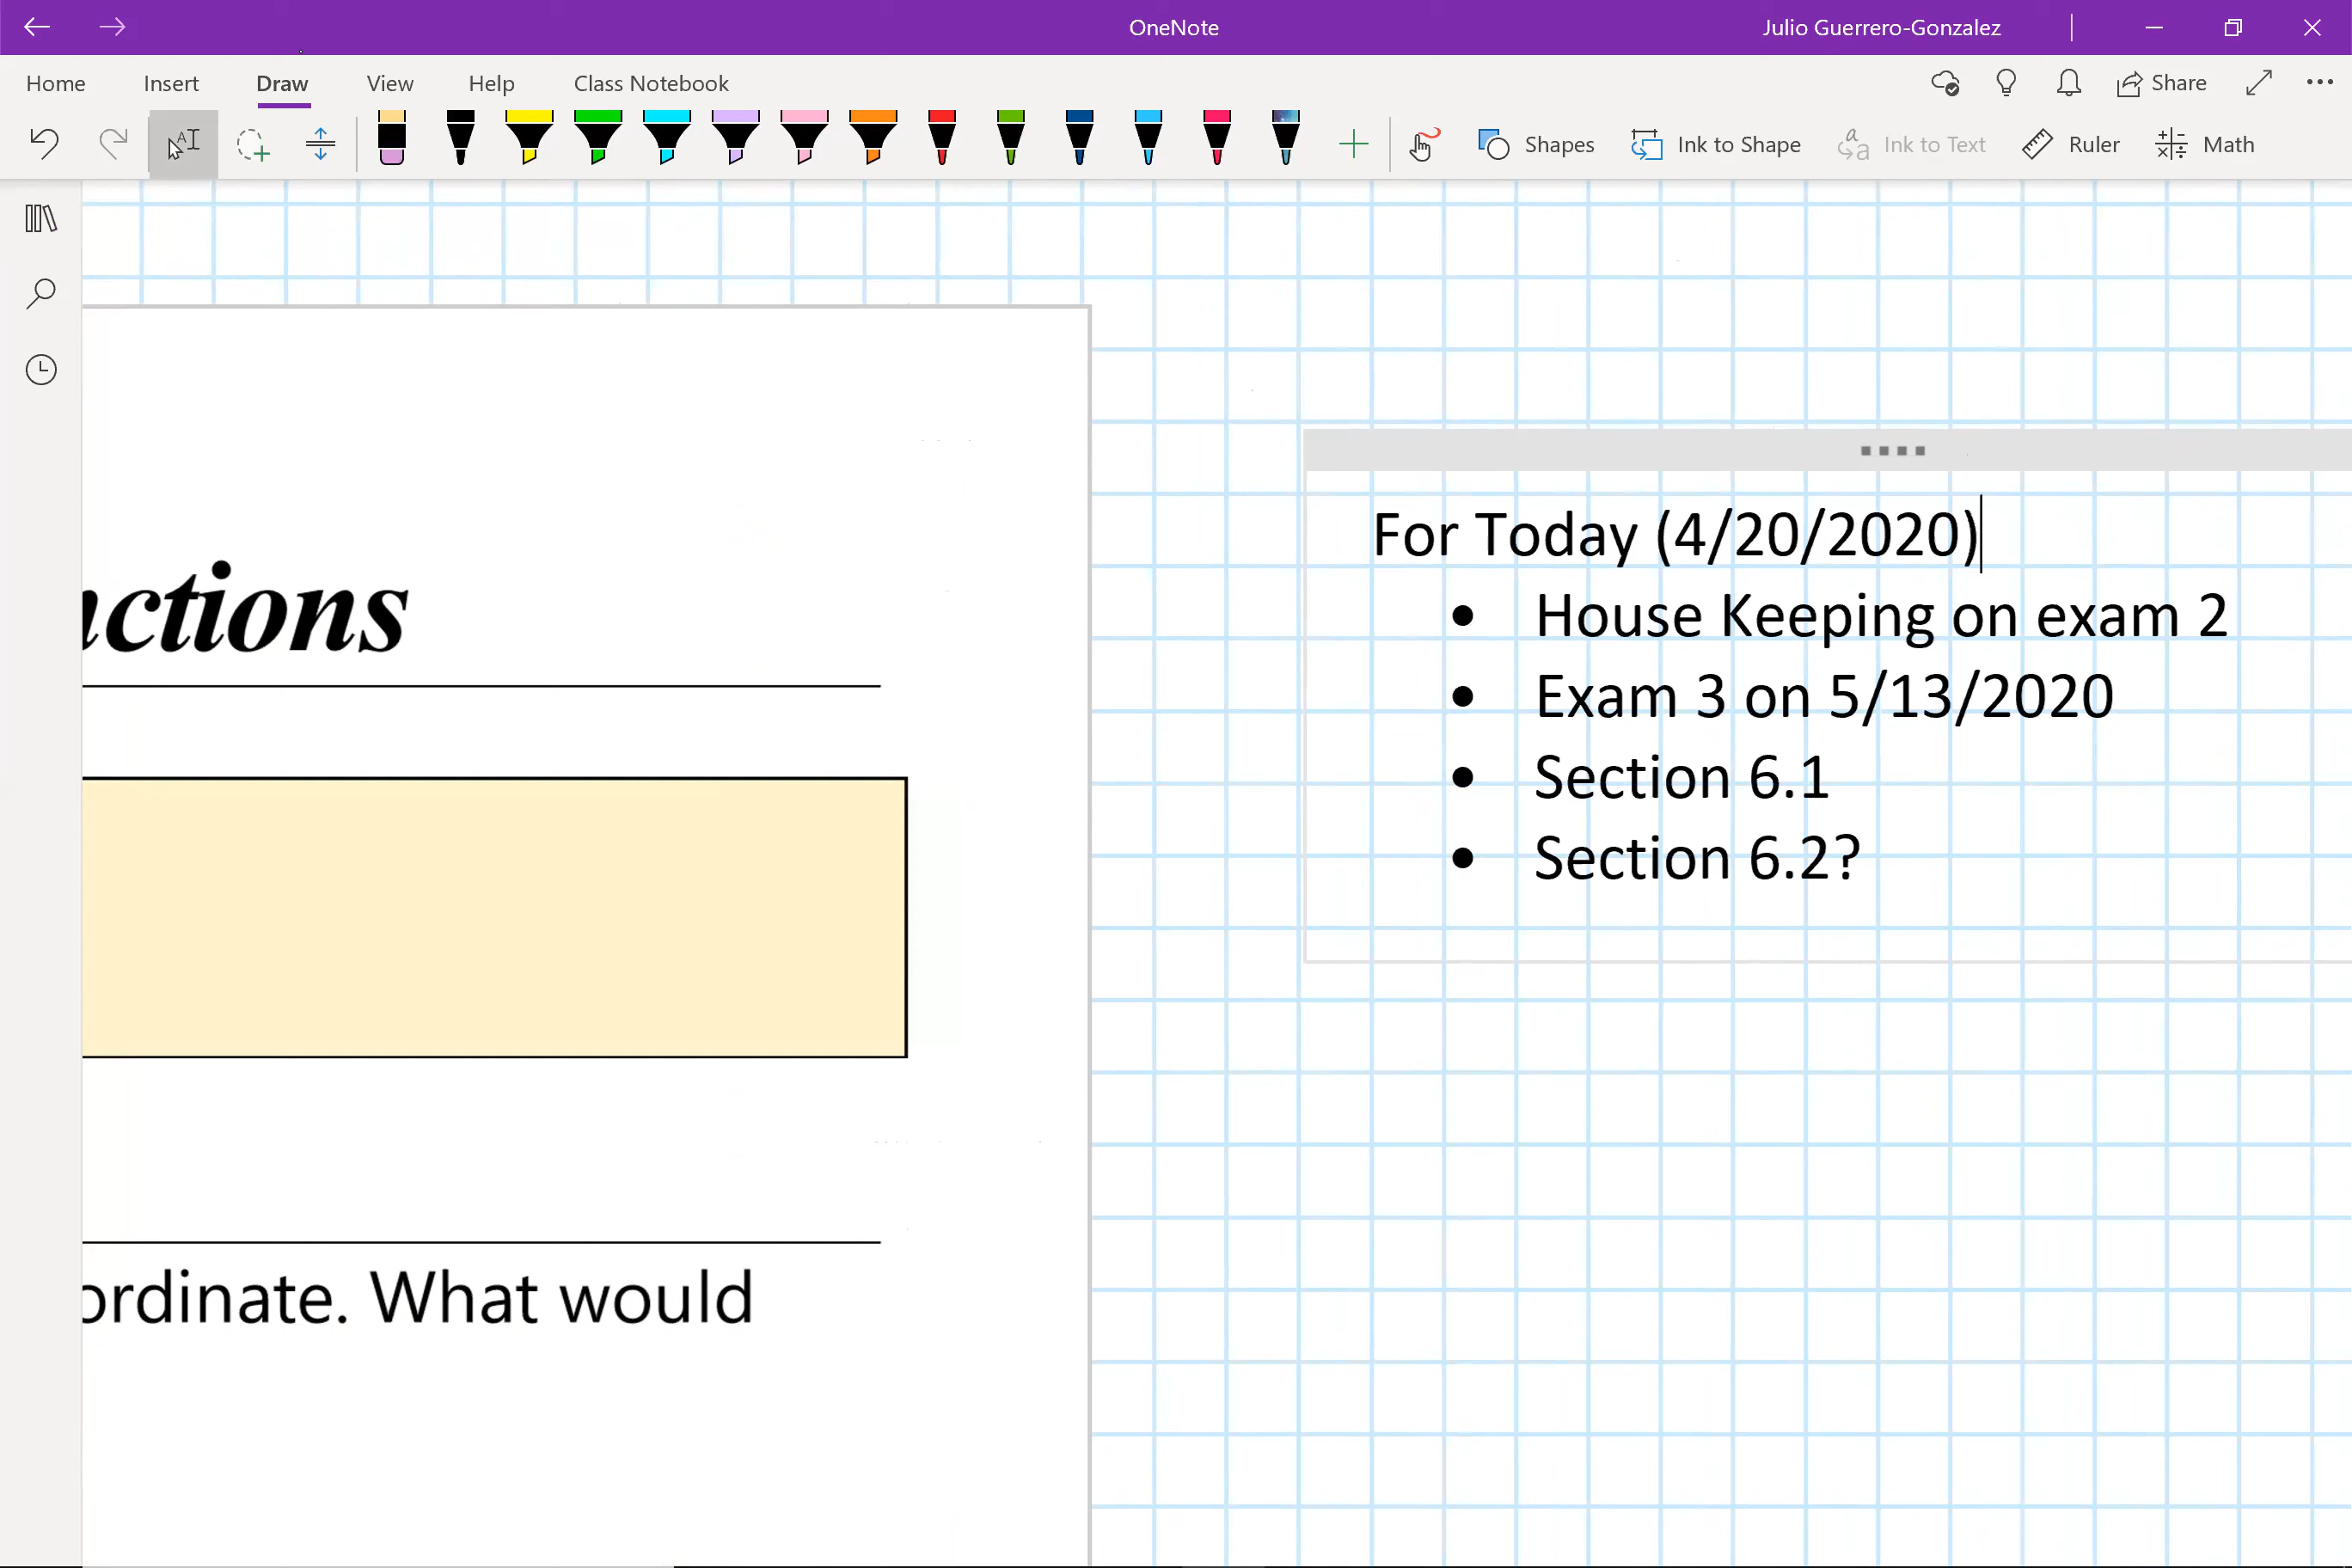 OneNote
Julio Guerrero-Gonzalez
Home Insert Draw View Help Class Notebook
Share
Shapes Ink to Shape Ink to Text Ruler Math
nctions
ordinate. What would
For Today (4/20/2020)
• House Keeping on exam 2
• Exam 3 on 5/13/2020
• Section 6.1
• Section 6.2?